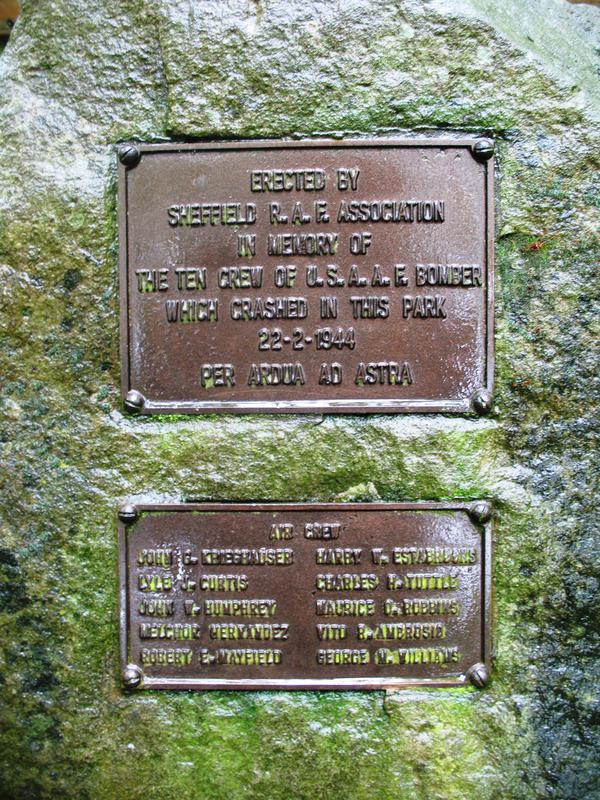 ERECTED BY
SHEFFIELD R.A.F. ASSOCIATION
IN MEMORY OF
THE TEN CREW OF U.S.A.A.F. BOMBER
WHICH CRASHED IN THIS PARK
22-2-1944
PER ARDUA AD ASTRA
AIR CREW
JOHN G. KRIEGHAUSER HARRY W. ESTABROOKS
LYLE J. CURTIS CHARLES H. TUTTLE
JOHN W. HUMPHREY MAURICE O. ROBBINS
MELCHOR HERNANDEZ VITO R. AMBROSIO
ROBERT E. MAYFIELD GEORGE M. WILLIAMS